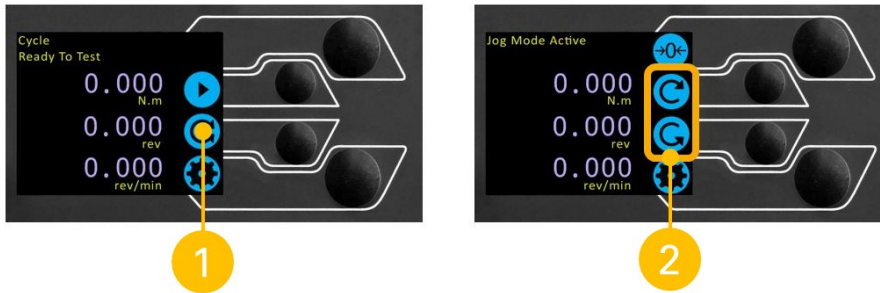 Cycle
Ready To Test
0.000
N.m
0.000
rev
0.000
rev/min
1
Jog Mode Active
→0←
0.000
N.m
0.000
rev
0.000
rev/min
2